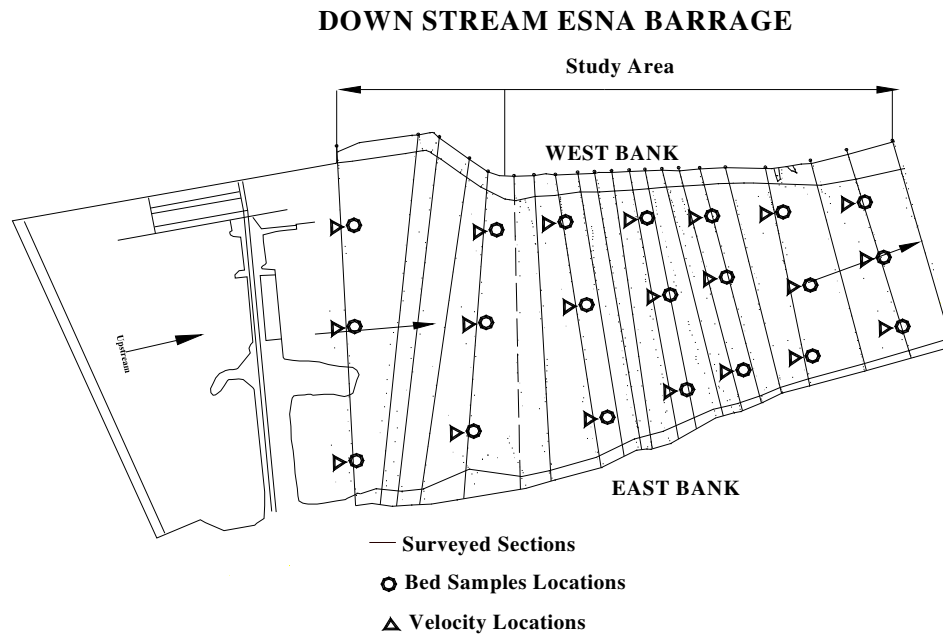 DOWN STREAM ESNA BARRAGE
Study Area
WEST BANK
Upstream
EAST BANK
Surveyed Sections
Bed Samples Locations
Velocity Locations